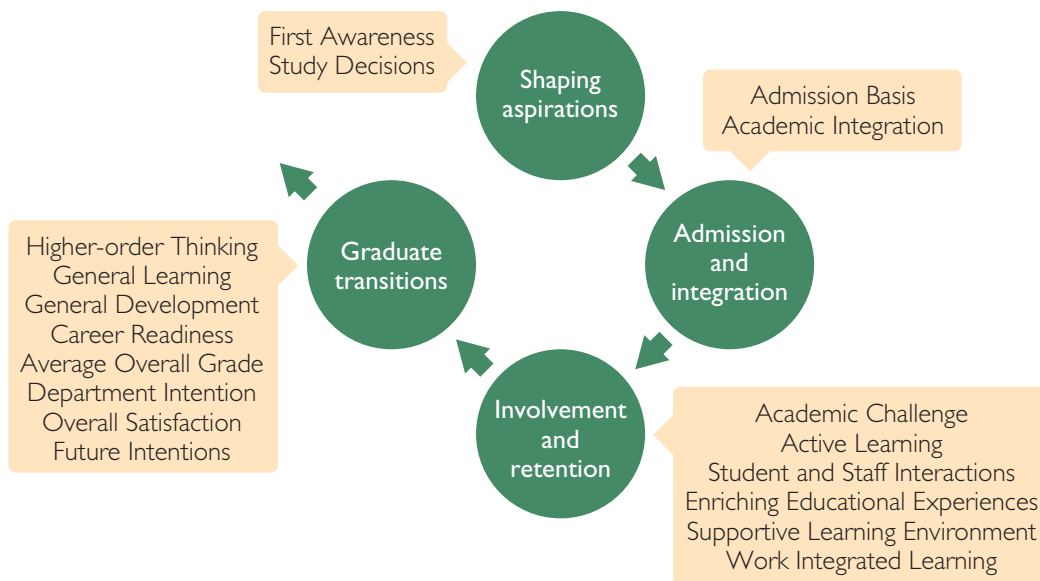 First Awareness
Study Decisions
Shaping
aspirations
Admission Basis
Academic Integration
Admission
and
integration
Involvement
and
retention
Academic Challenge
Active Learning
Student and Staff Interactions
Enriching Educational Experiences
Supportive Learning Environment
Work Integrated Learning
Graduate
transitions
Higher-order Thinking
General Learning
General Development
Career Readiness
Average Overall Grade
Department Intention
Overall Satisfaction
Future Intentions